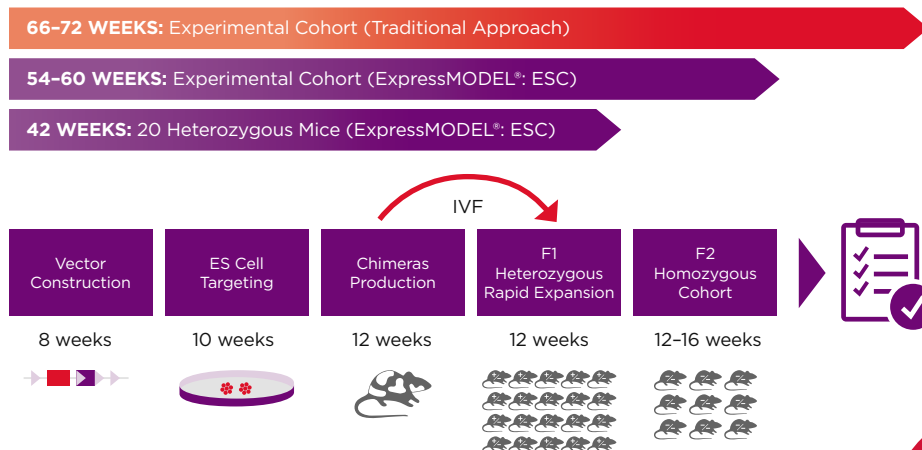 66–72 WEEKS: Experimental Cohort (Traditional Approach)
54–60 WEEKS: Experimental Cohort (ExpressMODEL®: ESC)
42 WEEKS: 20 Heterozygous Mice (ExpressMODEL®: ESC)
IVF
Vector
Construction
ES Cell
Targeting
Chimeras
Production
F1
Heterozygous
Rapid Expansion
F2
Homozygous
Cohort
8 weeks
10 weeks
12 weeks
12 weeks
12–16 weeks